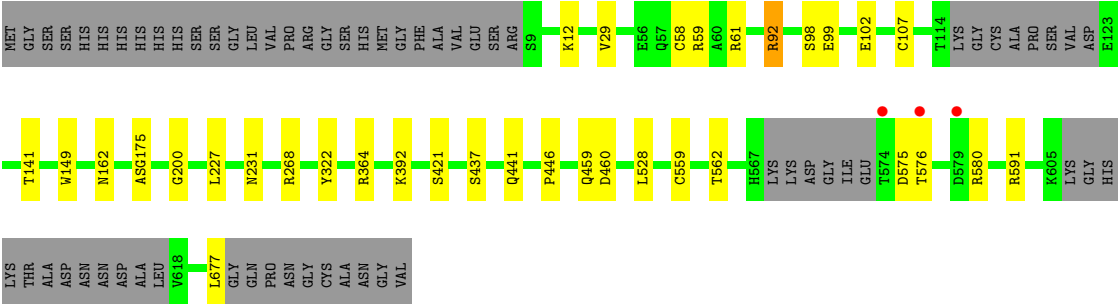 MET GLY SER SER HIS HIS HIS HIS HIS HIS SER SER GLY LEU VAL PRO ARG GLY SER HIS MET GLY PHE ALA VAL GLU SER ARG S9 K12 V29 E56 Q57 C58 R59 A60 R61 R92 S98 E99 E102 C107 T114 LYS GLY CYS ALA PRO SER VAL ASP E123
T141 W149 N162 ASG175 G200 L227 N231 R268 Y322 R364 K392 S421 S437 Q441 P446 Q459 D460 L528 C559 T562 H567 LYS LYS ASP GLY ILE GLU T574 D575 T576 D579 R580 R591 K605 LYS GLY HIS
LYS THR ALA ASP ASN ASN ASP ALA LEU V618 L677 GLY GLN PRO ASN GLY CYS ALA ASN GLY VAL